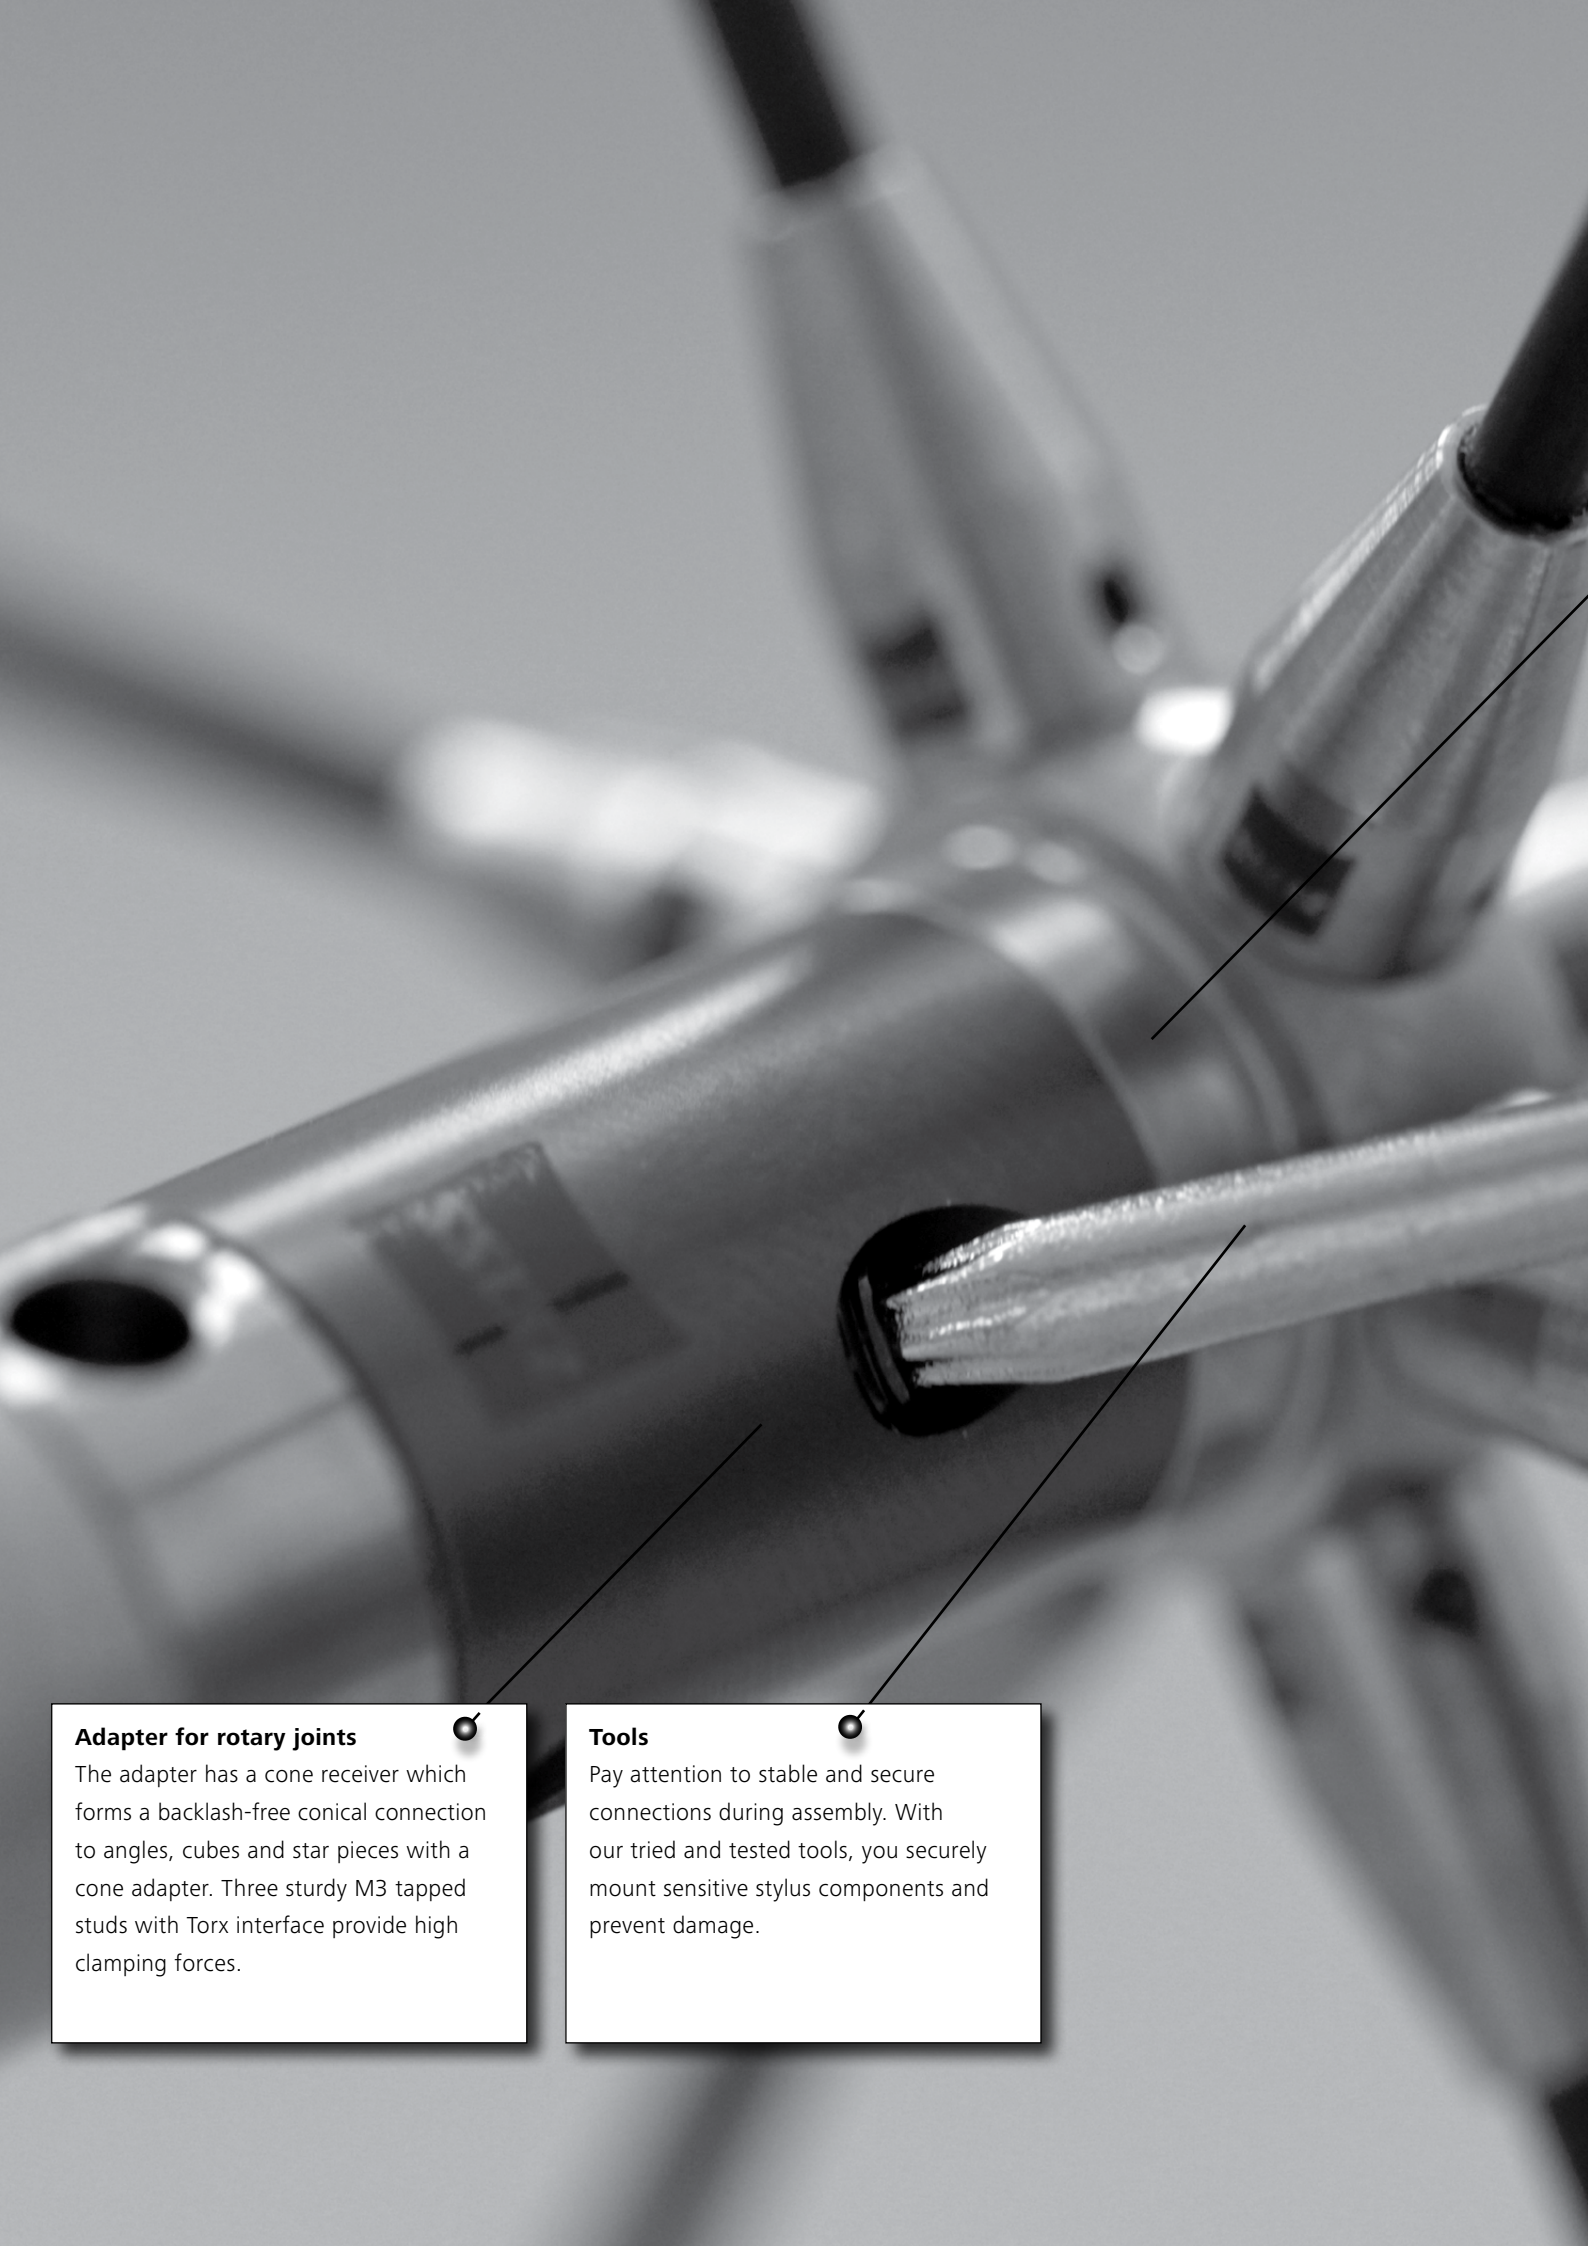 Adapter for rotary joints
The adapter has a cone receiver which
forms a backlash-free conical connection
to angles, cubes and star pieces with a
cone adapter. Three sturdy M3 tapped
studs with Torx interface provide high
clamping forces.
Tools
Pay attention to stable and secure
connections during assembly. With
our tried and tested tools, you securely
mount sensitive stylus components and
prevent damage.